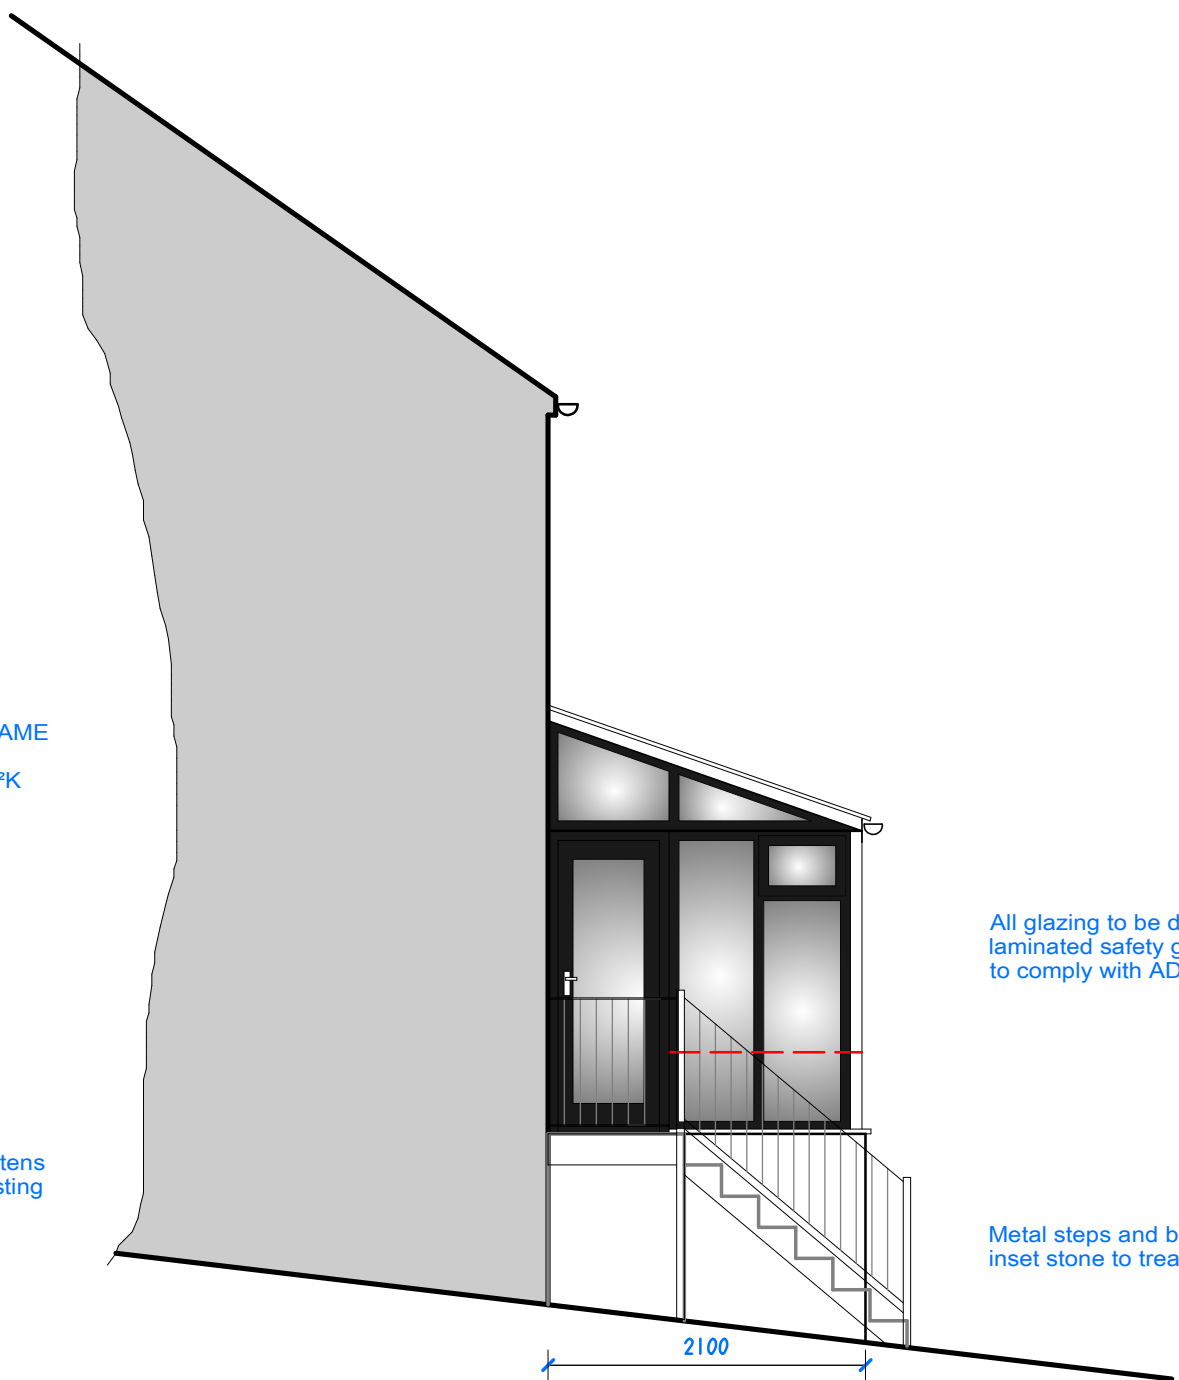 AME
²K
All glazing to be d
laminated safety g
to comply with AD
tens
sting
Metal steps and b
inset stone to trea
2100